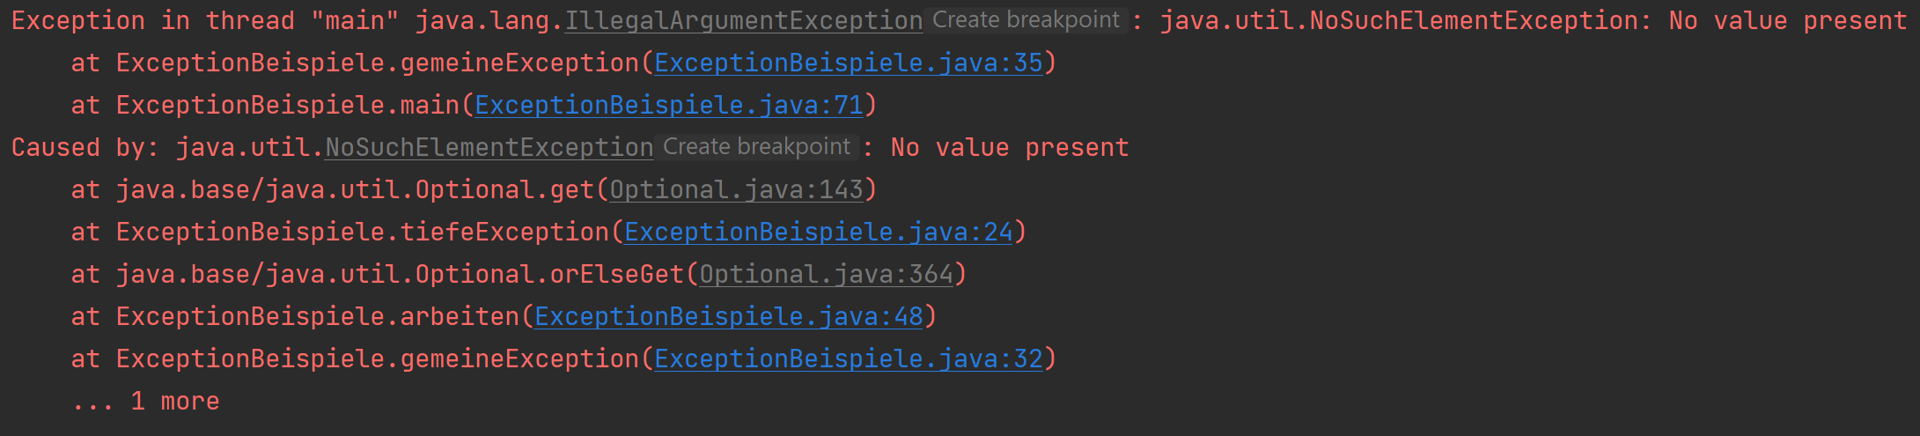 Exception in thread "main" java.lang.IllegalArgumentException Create breakpoint : java.util.NoSuchElementException: No value present
at ExceptionBeispiele.gemeineException(ExceptionBeispiele.java:35)
at ExceptionBeispiele.main(ExceptionBeispiele.java:71)
Caused by: java.util.NoSuchElementException Create breakpoint : No value present
at java.base/java.util.Optional.get(Optional.java:143)
at ExceptionBeispiele.tiefeException(ExceptionBeispiele.java:24)
at java.base/java.util.Optional.orElseGet(Optional.java:364)
at ExceptionBeispiele.arbeiten(ExceptionBeispiele.java:48)
at ExceptionBeispiele.gemeineException(ExceptionBeispiele.java:32)
... 1 more